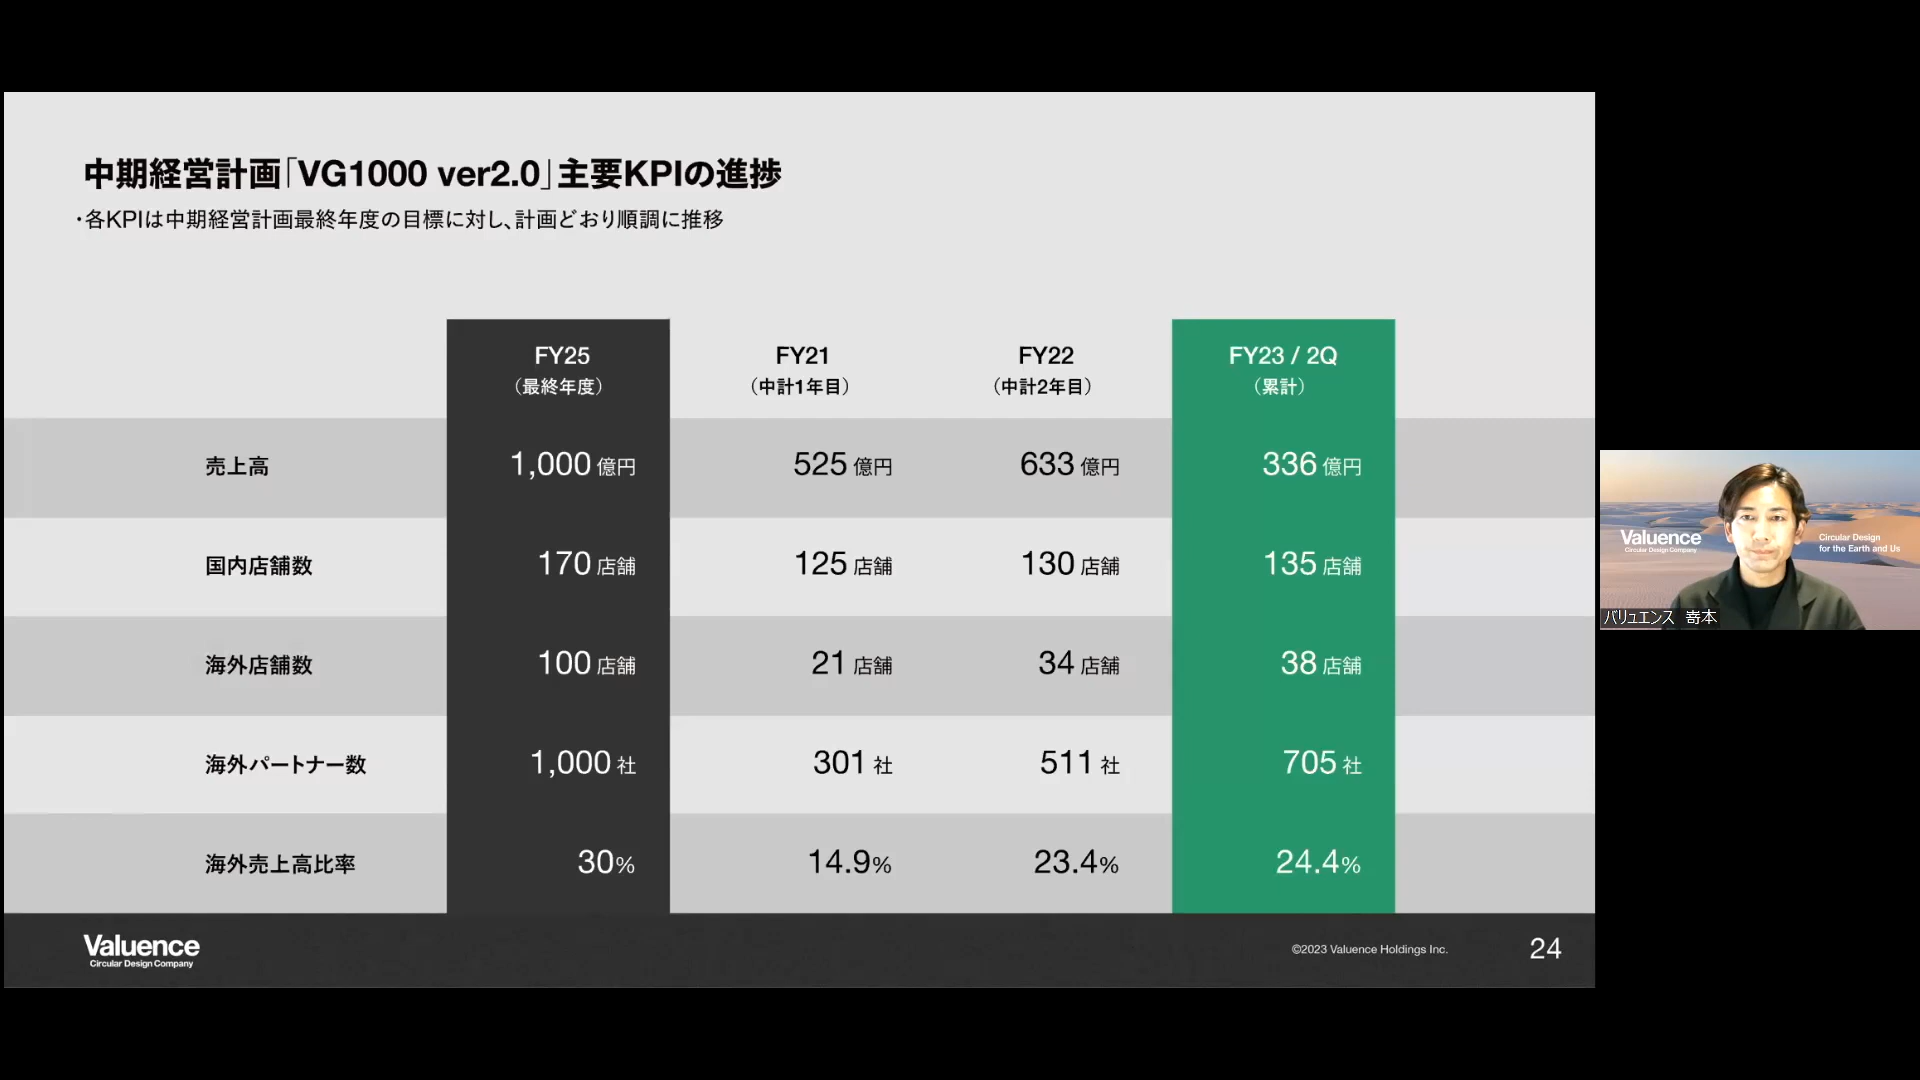 中期経営計画「VG1000 ver2.0」主要KPIの進捗
・各KPIは中期経営計画最終年度の目標に対し、計画どおり順調に推移
FY25 FY21 FY22 FY23 / 2Q
（最終年度） （中計1年目） （中計2年目） （累計）
売上高 1,000 億円 525 億円 633 億円 336 億円
国内店舗数 170 店舗 125 店舗 130 店舗 135 店舗
海外店舗数 100 店舗 21 店舗 34 店舗 38 店舗
海外パートナー数 1,000 社 301 社 511 社 705 社
海外売上高比率 30% 14.9% 23.4% 24.4%
Valuence
Circular Design Company
©2023 Valuence Holdings Inc.
24
Valuence
Circular Design Company
Circular Design
for the Earth and Us
バリュエンス 嵜本